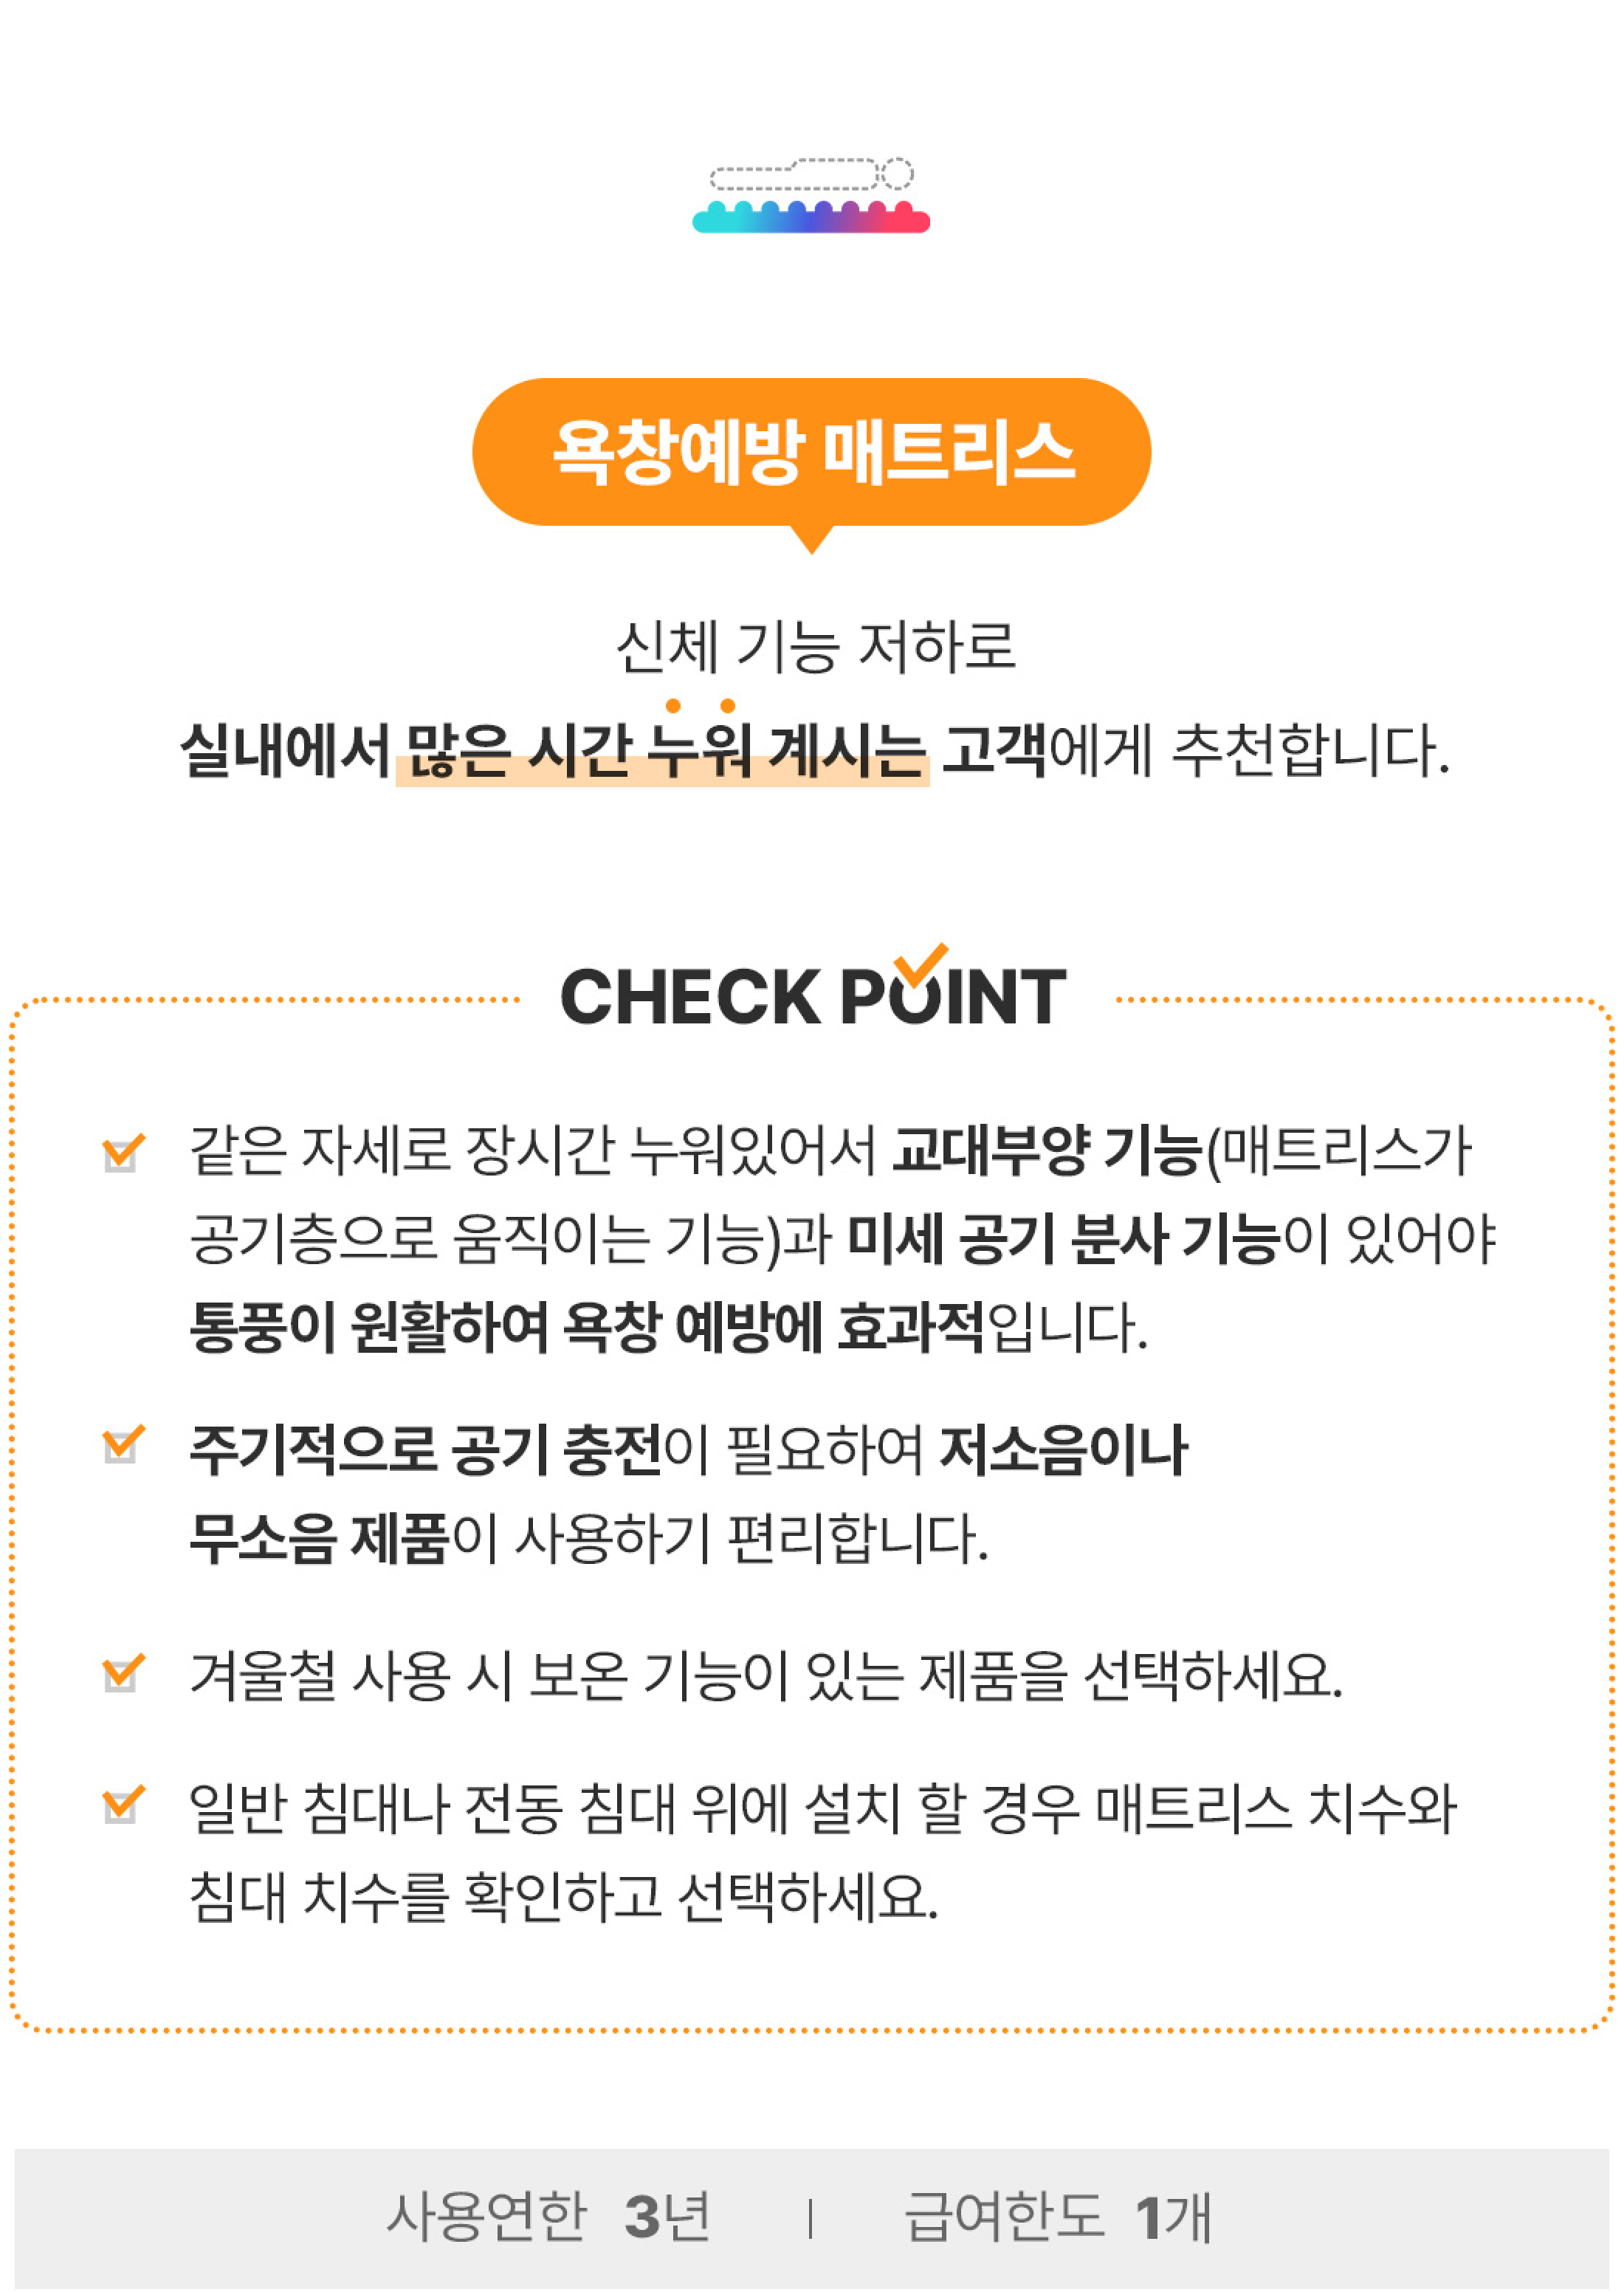 욕창예방 매트리스
신체 기능 저하로
실내에서 많은 시간 누워 계시는 고객에게 추천합니다.
CHECK POINT
같은 자세로 장시간 누워있어서 교대부양 기능(매트리스가
공기층으로 움직이는 기능)과 미세 공기 분사 기능이 있어야
통풍이 원활하여 욕창 예방에 효과적입니다.
주기적으로 공기 충전이 필요하여 저소음이나
무소음 제품이 사용하기 편리합니다.
겨울철 사용 시 보온 기능이 있는 제품을 선택하세요.
일반 침대나 전동 침대 위에 설치 할 경우 매트리스 치수와
침대 치수를 확인하고 선택하세요.
사용연한 3년 | 급여한도 1개